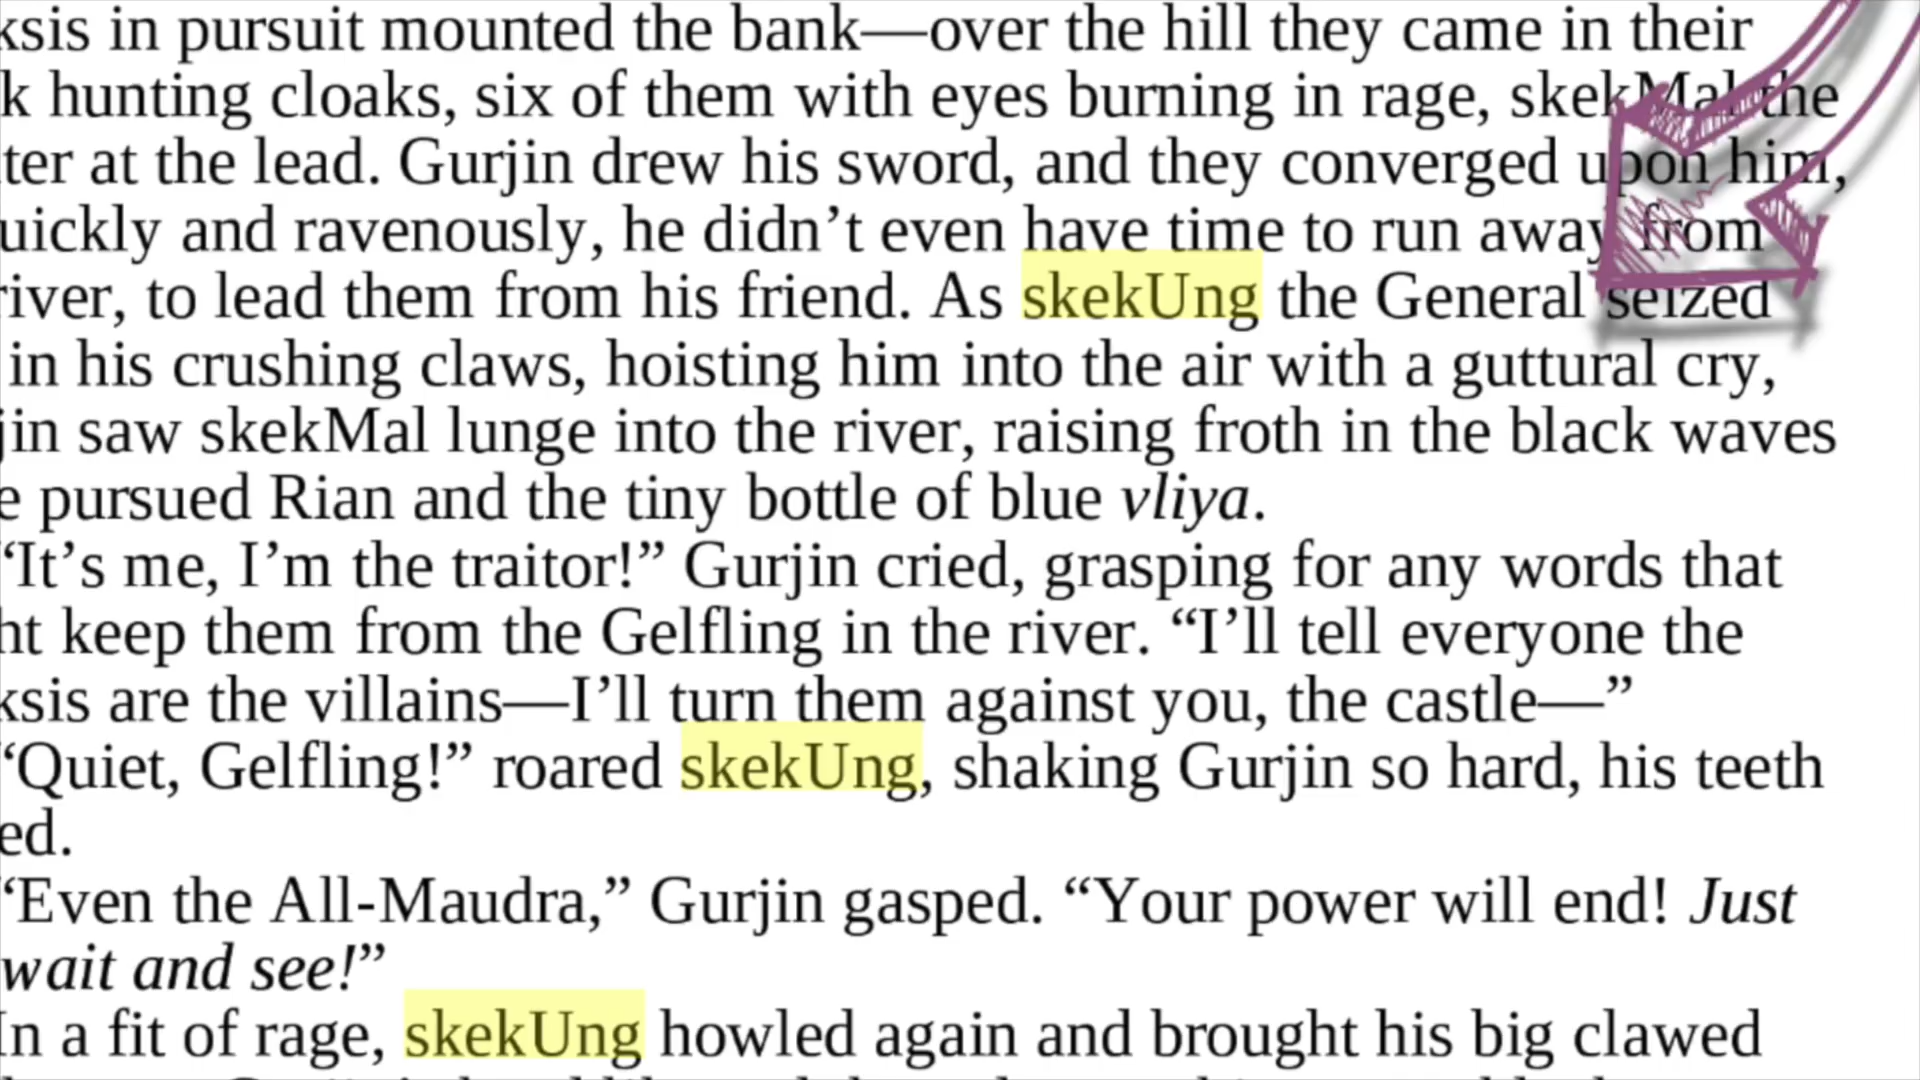 ksis in pursuit mounted the bank—over the hill they came in their
k hunting cloaks, six of them with eyes burning in rage, skekMal the
ter at the lead. Gurjin drew his sword, and they converged upon him,
uickly and ravenously, he didn’t even have time to run away from
river, to lead them from his friend. As skekUng the General seized
in his crushing claws, hoisting him into the air with a guttural cry,
jin saw skekMal lunge into the river, raising froth in the black waves
e pursued Rian and the tiny bottle of blue vliya.
“It’s me, I’m the traitor!” Gurjin cried, grasping for any words that
ht keep them from the Gelfling in the river. “I’ll tell everyone the
ksis are the villains—I’ll turn them against you, the castle—”
“Quiet, Gelfling!” roared skekUng, shaking Gurjin so hard, his teeth
ed.
“Even the All-Maudra,” Gurjin gasped. “Your power will end! Just
wait and see!”
In a fit of rage, skekUng howled again and brought his big clawed